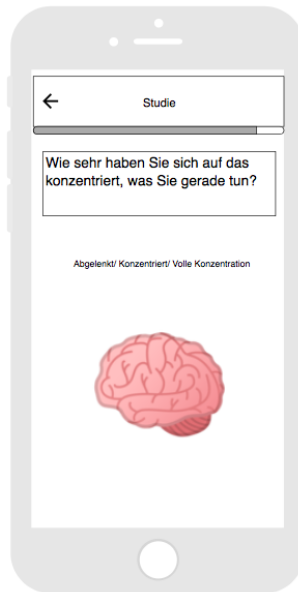 Studie
Wie sehr haben Sie sich auf das
konzentriert, was Sie gerade tun?
Abgelenkt/ Konzentriert/ Volle Konzentration